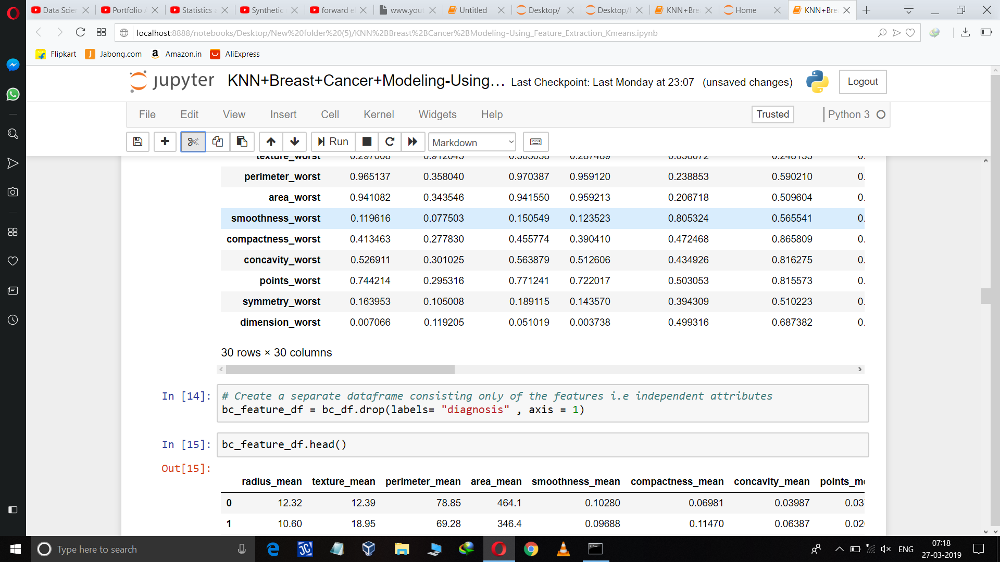 Data Scien
Portfolio A
Statistics a
Synthetic
forward e
www.yout
Untitled
Desktop/
Desktop/
KNN+Bre
Home
KNN+Bre
localhost:8888/notebooks/Desktop/New%20folder%20(5)/KNN%2BBreast%2BCancer%2BModeling-Using_Feature_Extraction_Kmeans.ipynb
Flipkart Jabong.com Amazon.in AliExpress
jupyter KNN+Breast+Cancer+Modeling-Using... Last Checkpoint: Last Monday at 23:07 (unsaved changes) Logout
File Edit View Insert Cell Kernel Widgets Help Trusted Python 3
Run Markdown
texture_worst
perimeter_worst 0.965137 0.358040 0.970387 0.959120 0.238853 0.590210 0.
area_worst 0.941082 0.343546 0.941550 0.959213 0.206718 0.509604 0.
smoothness_worst 0.119616 0.077503 0.150549 0.123523 0.805324 0.565541 0.
compactness_worst 0.413463 0.277830 0.455774 0.390410 0.472468 0.865809 0.
concavity_worst 0.526911 0.301025 0.563879 0.512606 0.434926 0.816275 0.
points_worst 0.744214 0.295316 0.771241 0.722017 0.503053 0.815573 0.
symmetry_worst 0.163953 0.105008 0.189115 0.143570 0.394309 0.510223 0.
dimension_worst 0.007066 0.119205 0.051019 0.003738 0.499316 0.687382 0.
30 rows × 30 columns
In [14]: # Create a separate dataframe consisting only of the features i.e independent attributes
bc_feature_df = bc_df.drop(labels= "diagnosis" , axis = 1)
In [15]: bc_feature_df.head()
Out[15]:
radius_mean texture_mean perimeter_mean area_mean smoothness_mean compactness_mean concavity_mean points_m
0 12.32 12.39 78.85 464.1 0.10280 0.06981 0.03987 0.03
1 10.60 18.95 69.28 346.4 0.09688 0.11470 0.06387 0.02
Type here to search
ENG
07:18
27-03-2019